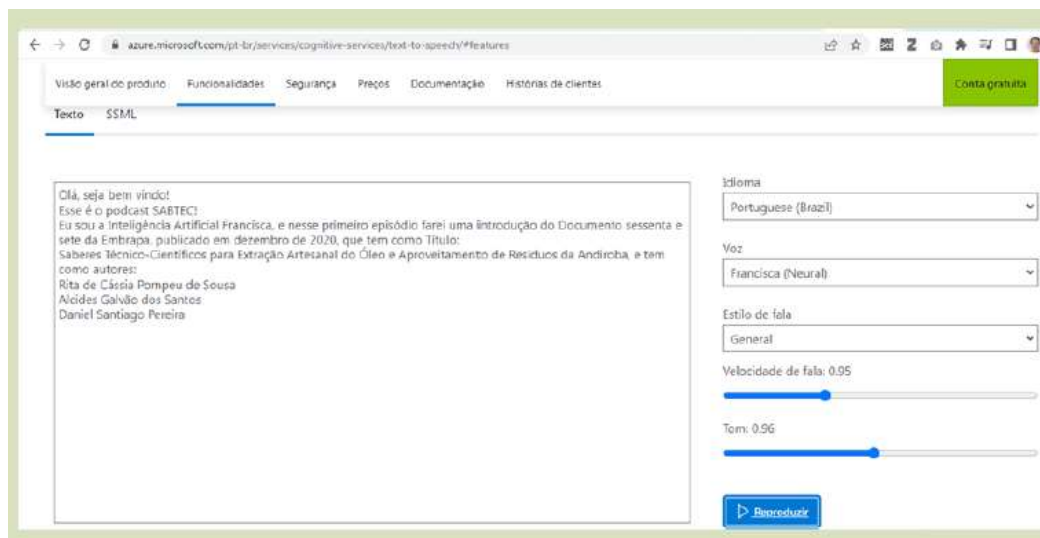 azure.microsoft.com/pt-br/services/cognitive-services/text-to-speech/#features
Visão geral do produto Funcionalidades Segurança Preços Documentação Histórias de clientes Conta gratuita
Texto SSML
Olá, seja bem vindo!
Esse é o podcast SABTEC!
Eu sou a Inteligência Artificial Francisca, e nesse primeiro episódio farei uma introdução do Documento sessenta e
sete da Embrapa, publicado em dezembro de 2020, que tem como Título:
Saberes Técnico-Científicos para Extração Artesanal do Óleo e Aproveitamento de Resíduos da Andiroba, e tem
como autores:
Rita de Cássia Pompeu de Sousa
Alcides Galvão dos Santos
Daniel Santiago Pereira
Idioma
Portuguese (Brazil)
Voz
Francisca (Neural)
Estilo de fala
General
Velocidade de fala: 0.95
Tom: 0.96
Reproduzir